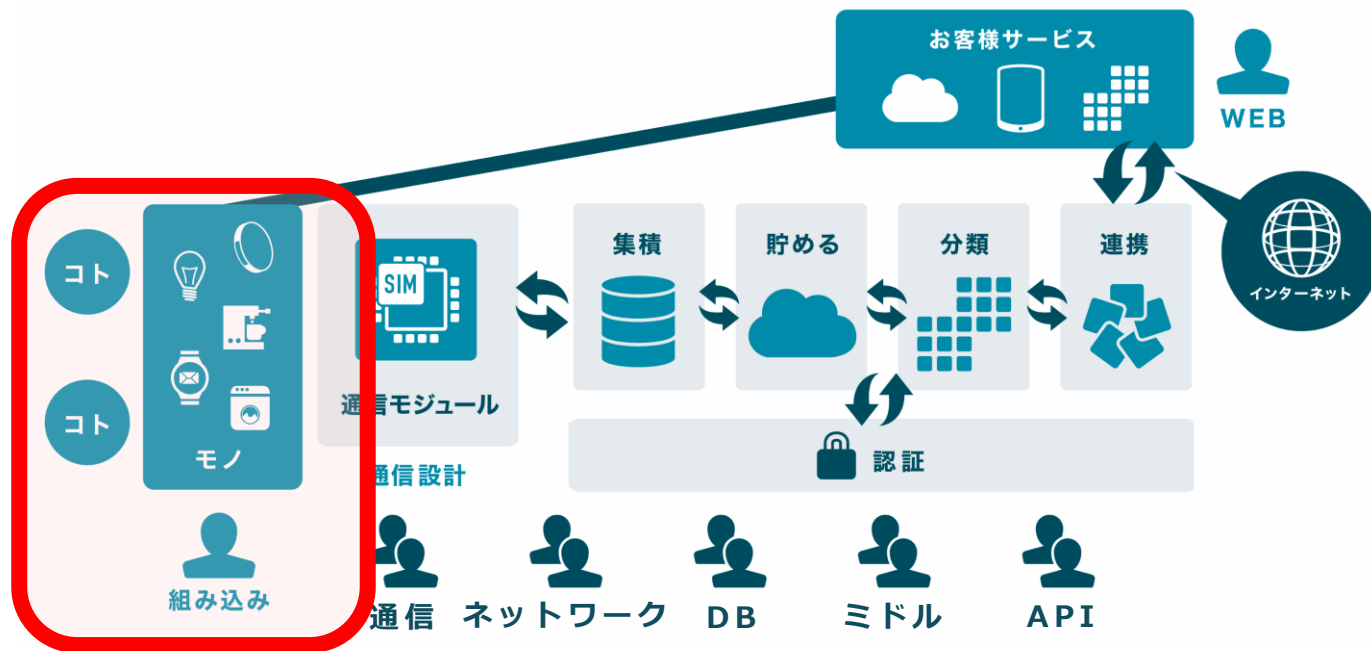 お客様サービス
WEB
インターネット
コト
コト
モノ
組み込み
SIM
通信モジュール
通信設計
集積
貯める
分類
連携
認証
通信
ネットワーク
DB
ミドル
API